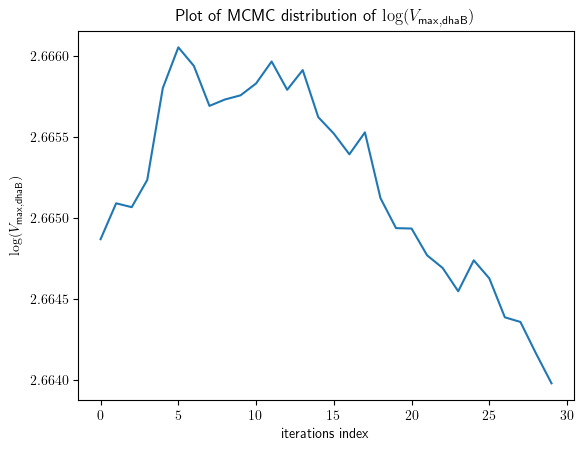 Plot of MCMC distribution of log(V_max,dhaB)
log(V_max,dhaB)
2.6660
2.6655
2.6650
2.6645
2.6640
0 5 10 15 20 25 30
iterations index